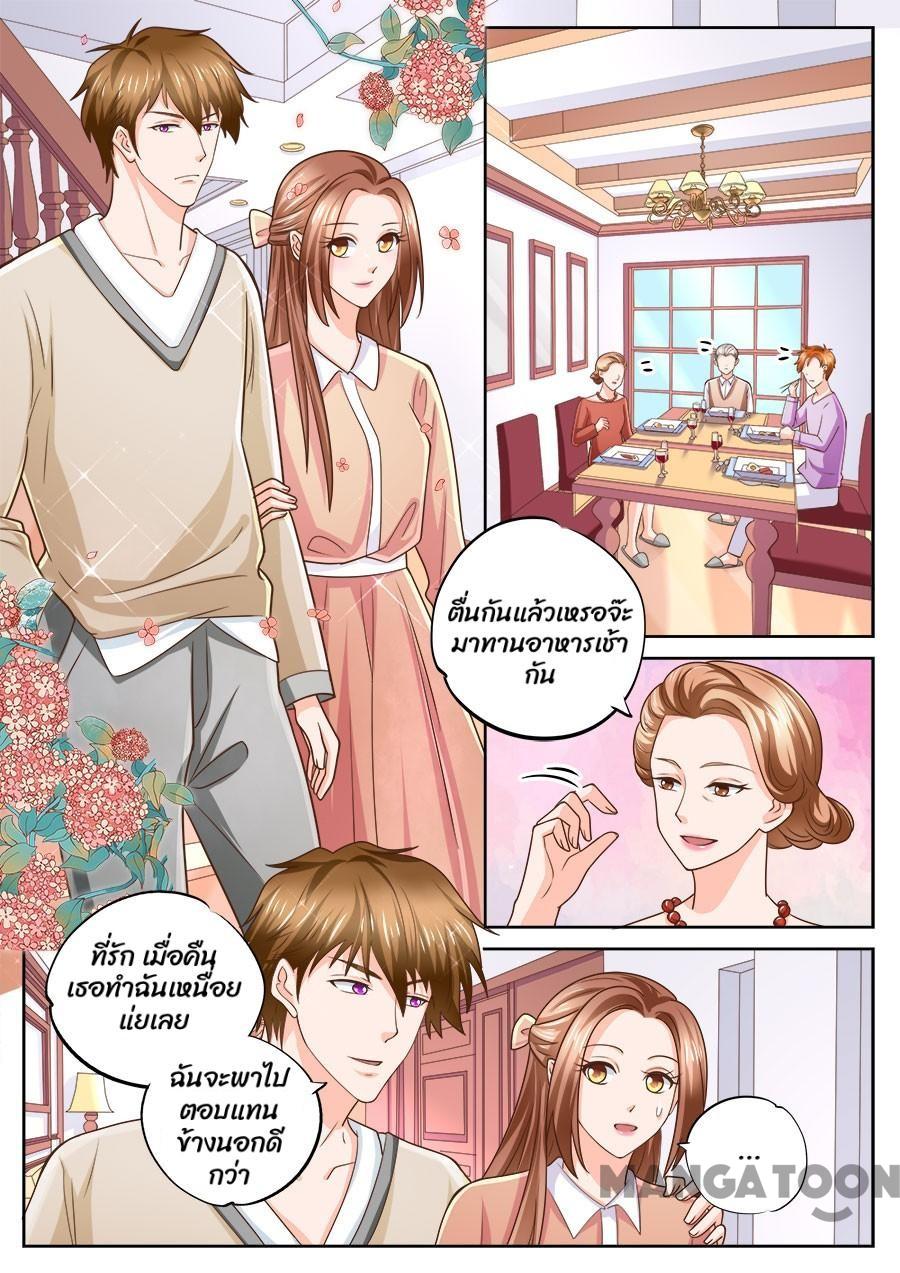 ตื่นกันแล้วเหรอจ๊ะ
มาทานอาหารเช้า
กัน
ที่รัก เมื่อคืน
เธอทำฉันเหนื่อย
แย่เลย
ฉันจะพาไป
ตอบแทน
ข้างนอกดี
กว่า
...
MANGATOON